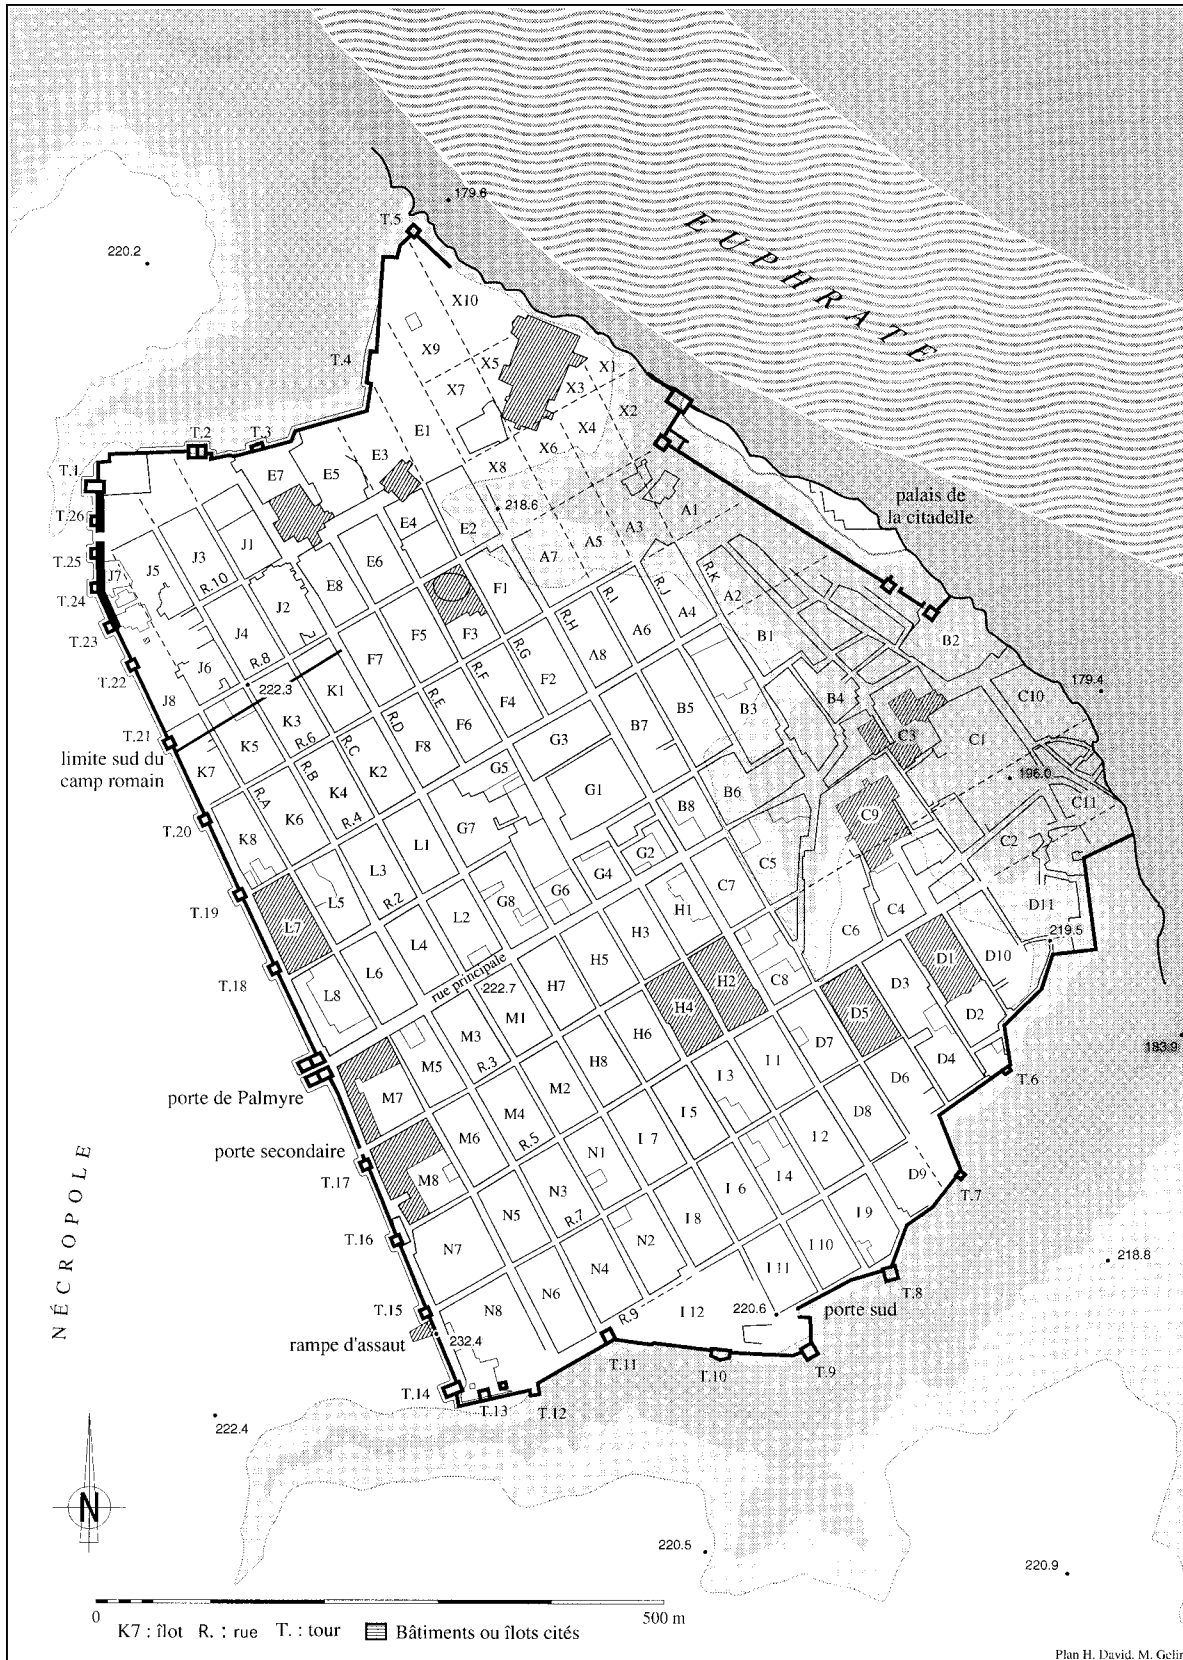 EUPHRATE
179.6
T.5
220.2
X10
T.4
X9
X5
X1
X7
X3
X2
E1
X4
T.2
T.3
X6
E3
X8
T.1
E7
E5
palais de
la citadelle
T.26
218.6
A1
E4
E2
A3
A5
T.25
J3
J1
A7
J7
J5
E6
R.K
R.10
R.J
A2
T.24
E8
F1
R.I
J2
R.H
A4
T.23
J4
F5
F3
A6
B1
B2
R.G
T.22
J6
R.8
F7
R.F
A8
179.4
222.3
K1
R.E
F2
B4
C10
J8
F4
K3
R.D
F6
B7
B5
B3
C3
T.21
R.6
R.C
G3
C1
limite sud du
camp romain
K5
F8
K7
R.B
K2
G5
196.0
R.A
K4
G1
B6
C11
T.20
K6
R.4
G7
B8
C9
K8
L1
C2
G2
L3
C5
T.19
L5
R.2
G8
G6
G4
C7
L7
L2
H1
C4
D11
L4
H3
C6
219.5
T.18
L6
rue principale
H5
D1
D10
L8
222.7
H7
H2
C8
D3
M1
H4
D5
M3
H6
D2
M5
R.3
I 1
D7
183.9
porte de Palmyre
M7
H8
I 3
D4
T.6
M2
D6
M4
I 5
D8
M6
R.5
I 7
I 2
porte secondaire
N1
T.17
M8
I 4
D9
T.7
N3
I 6
N5
R.7
I 8
I 9
T.16
N7
N2
I 10
218.8
N4
I 11
T.8
NÉCROPOLE
T.15
N8
N6
R.9
I 12
220.6
porte sud
rampe d'assaut
232.4
T.11
T.10
T.9
T.14
T.13
T.12
222.4
N
220.5
220.9
0
500 m
K7 : îlot R. : rue T. : tour Bâtiments ou îlots cités
Plan H. David, M. Gelin